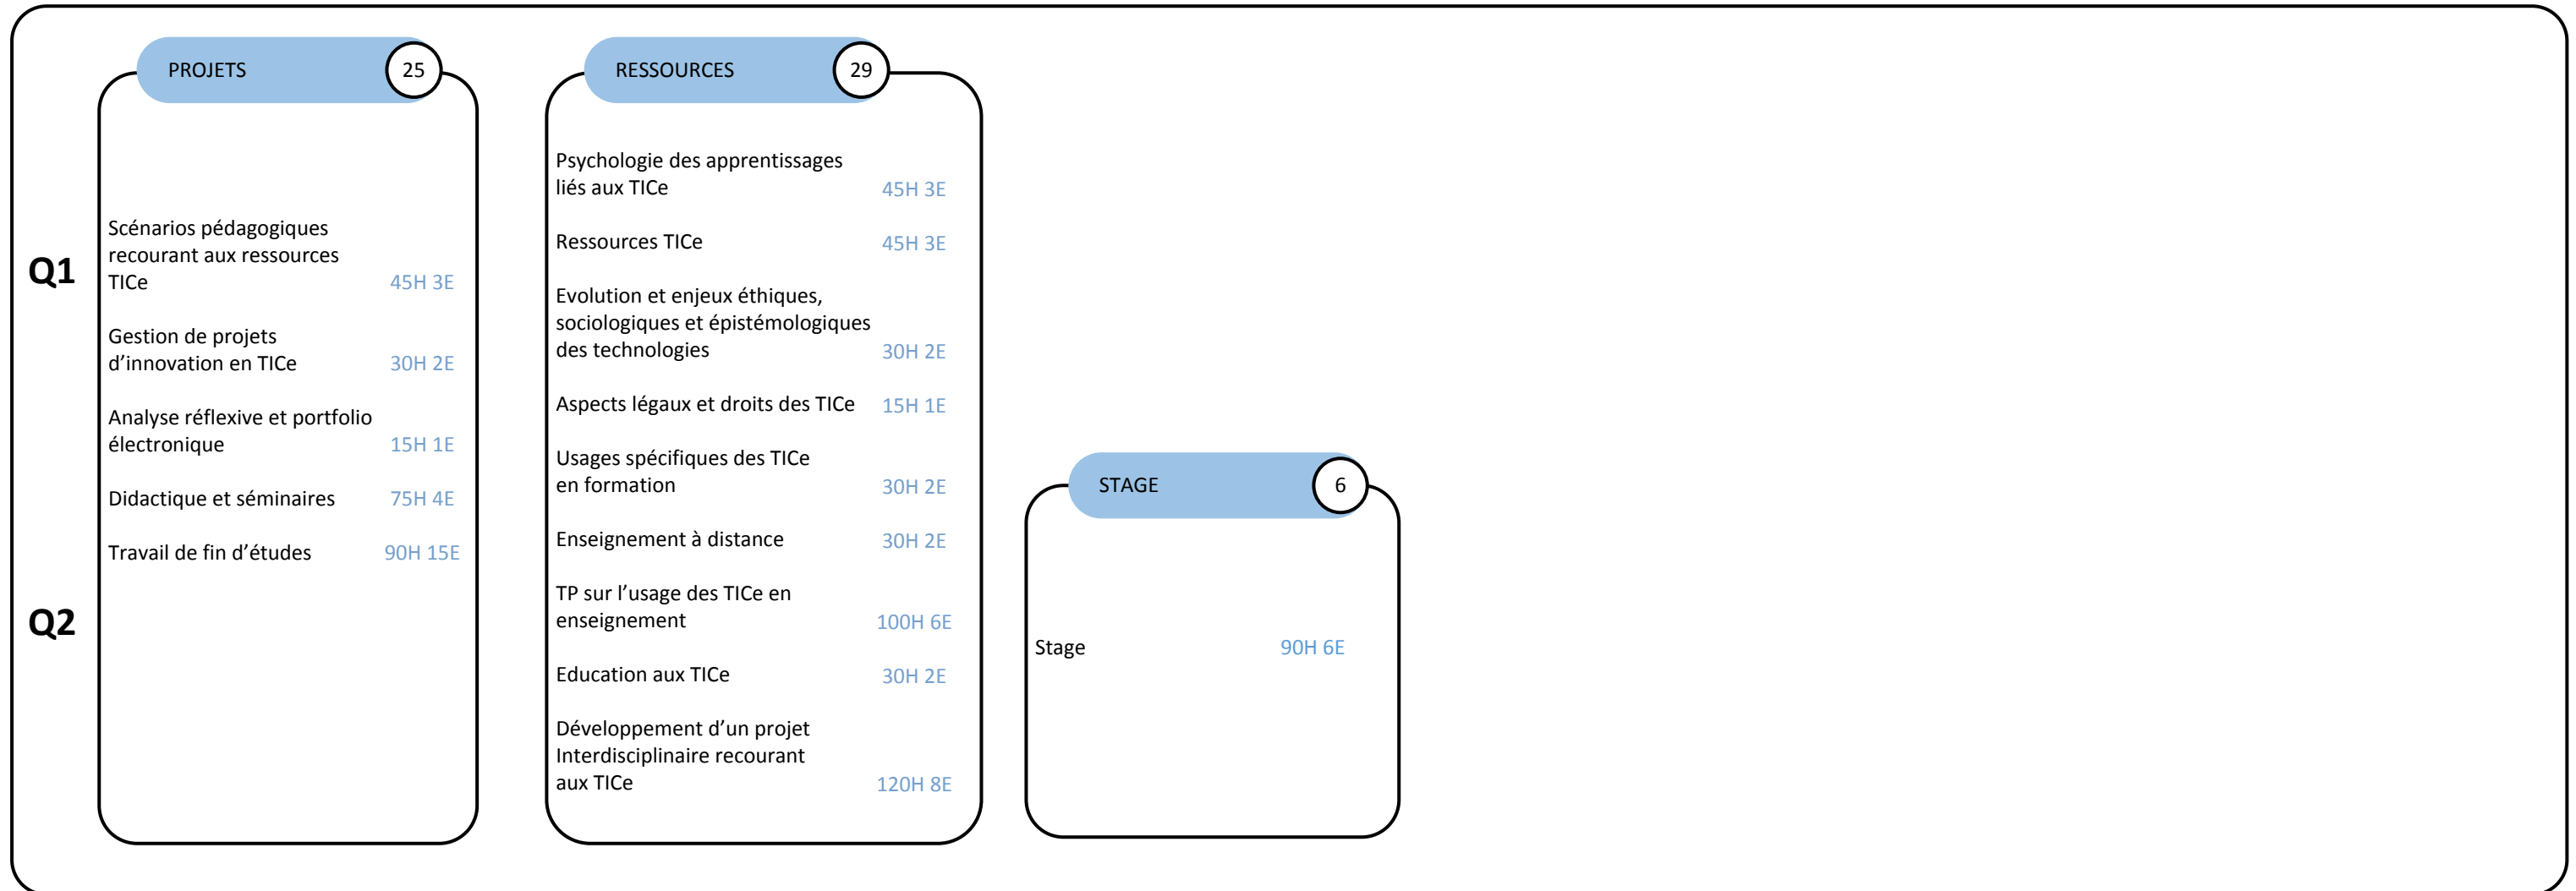 PROJETS 25
Scénarios pédagogiques
recourant aux ressources
TICe 45H 3E
Gestion de projets
d’innovation en TICe 30H 2E
Analyse réflexive et portfolio
électronique 15H 1E
Didactique et séminaires 75H 4E
Travail de fin d’études 90H 15E
RESSOURCES 29
Psychologie des apprentissages
liés aux TICe 45H 3E
Ressources TICe 45H 3E
Evolution et enjeux éthiques,
sociologiques et épistémologiques
des technologies 30H 2E
Aspects légaux et droits des TICe 15H 1E
Usages spécifiques des TICe
en formation 30H 2E
Enseignement à distance 30H 2E
TP sur l’usage des TICe en
enseignement 100H 6E
Education aux TICe 30H 2E
Développement d’un projet
Interdisciplinaire recourant
aux TICe 120H 8E
STAGE 6
Stage 90H 6E
Q1
Q2